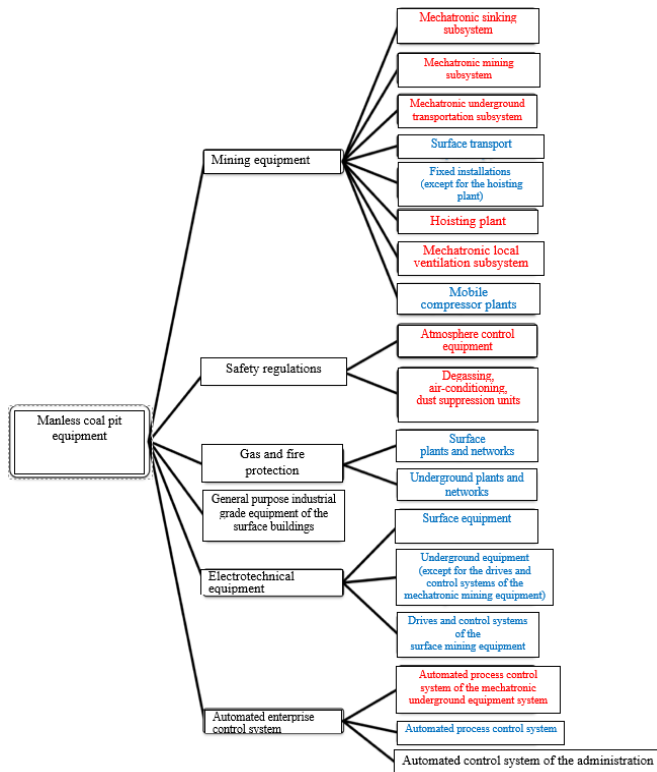 Mechatronic sinking
subsystem
Mechatronic mining
subsystem
Mechatronic underground
transportation subsystem
Surface transport
Mining equipment
Fixed installations
(except for the hoisting
plant)
Hoisting plant
Mechatronic local
ventilation subsystem
Mobile
compressor plants
Atmosphere control
equipment
Safety regulations
Degassing,
air-conditioning,
dust suppression units
Manless coal pit
equipment
Surface
plants and networks
Gas and fire
protection
Underground plants and
networks
General purpose industrial
grade equipment of the
surface buildings
Surface equipment
Electrotechnical
equipment
Underground equipment
(except for the drives and
control systems of the
mechatronic mining equipment)
Drives and control systems
of the
surface mining equipment
Automated process control
system of the mechatronic
underground equipment system
Automated enterprise
control system
Automated process control system
Automated control system of the administration